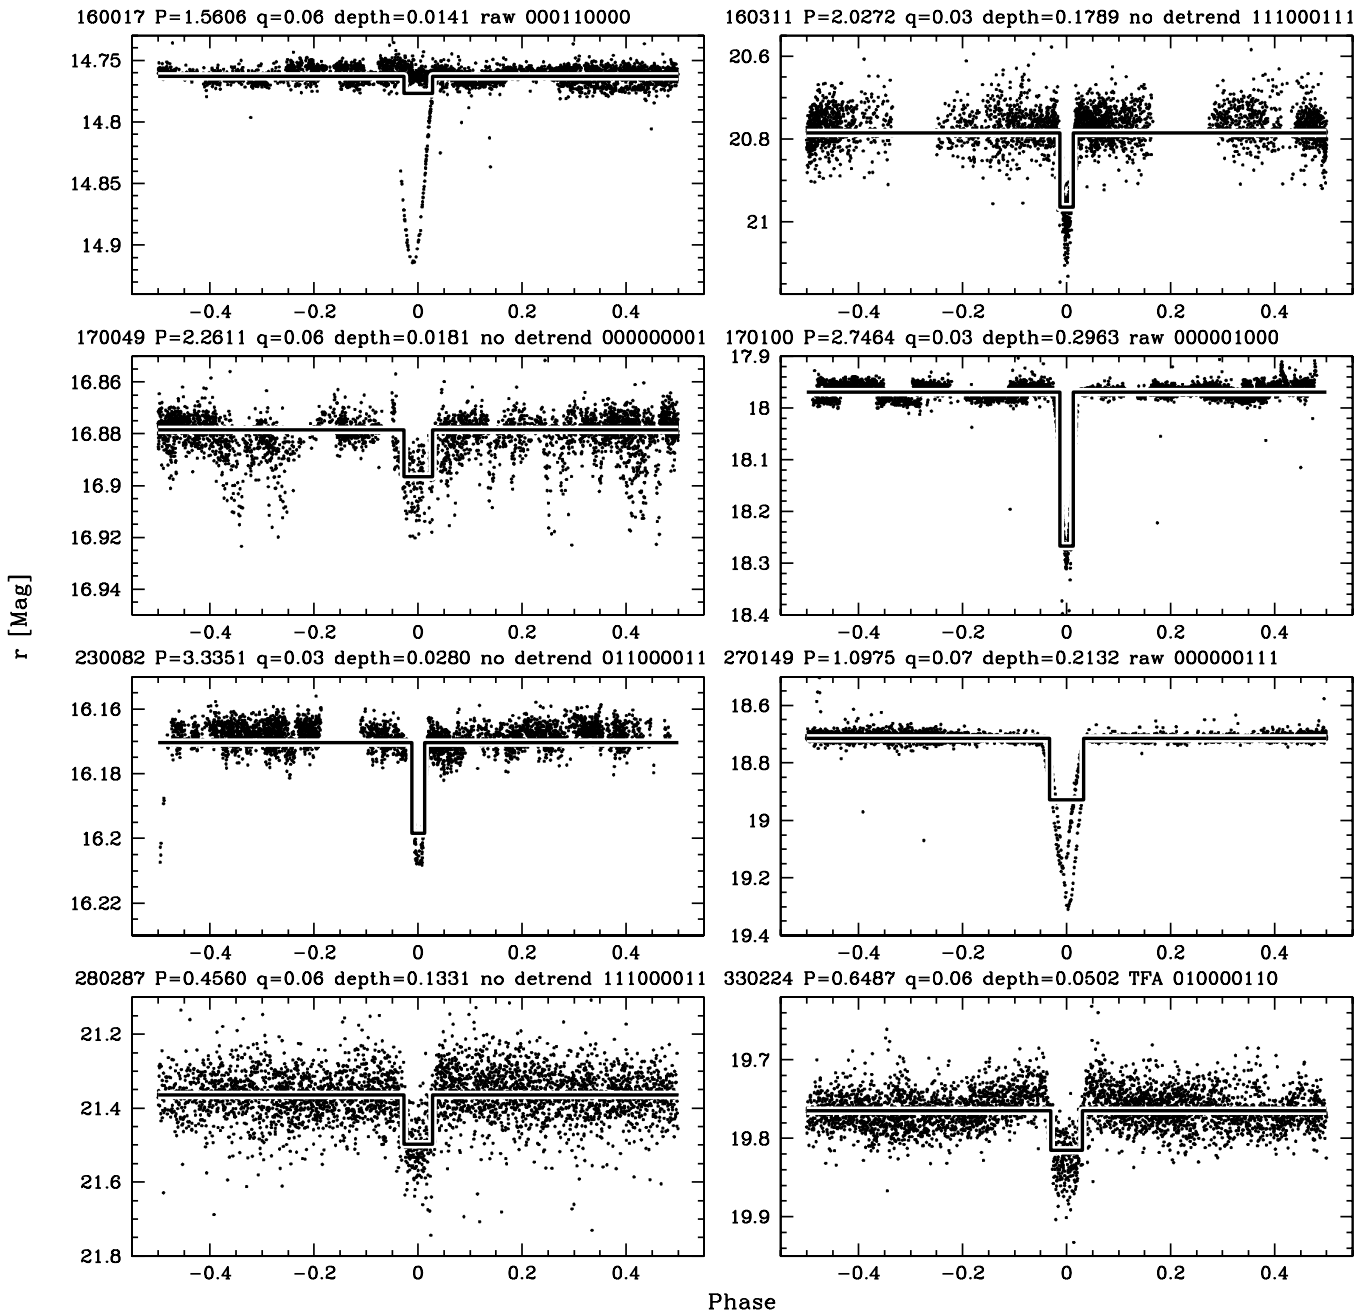 160017 P=1.5606 q=0.06 depth=0.0141 raw 000110000
14.75
14.8
14.85
14.9
−0.4 −0.2 0 0.2 0.4
160311 P=2.0272 q=0.03 depth=0.1789 no detrend 111000111
20.6
20.8
21
−0.4 −0.2 0 0.2 0.4
170049 P=2.2611 q=0.06 depth=0.0181 no detrend 000000001
16.86
16.88
16.9
16.92
16.94
−0.4 −0.2 0 0.2 0.4
170100 P=2.7464 q=0.03 depth=0.2963 raw 000001000
17.9
18
18.1
18.2
18.3
18.4
−0.4 −0.2 0 0.2 0.4
r [Mag]
230082 P=3.3351 q=0.03 depth=0.0280 no detrend 011000011
16.16
16.18
16.2
16.22
−0.4 −0.2 0 0.2 0.4
270149 P=1.0975 q=0.07 depth=0.2132 raw 000000111
18.6
18.8
19
19.2
19.4
−0.4 −0.2 0 0.2 0.4
280287 P=0.4560 q=0.06 depth=0.1331 no detrend 111000011
21.2
21.4
21.6
21.8
−0.4 −0.2 0 0.2 0.4
330224 P=0.6487 q=0.06 depth=0.0502 TFA 010000110
19.7
19.8
19.9
−0.4 −0.2 0 0.2 0.4
Phase